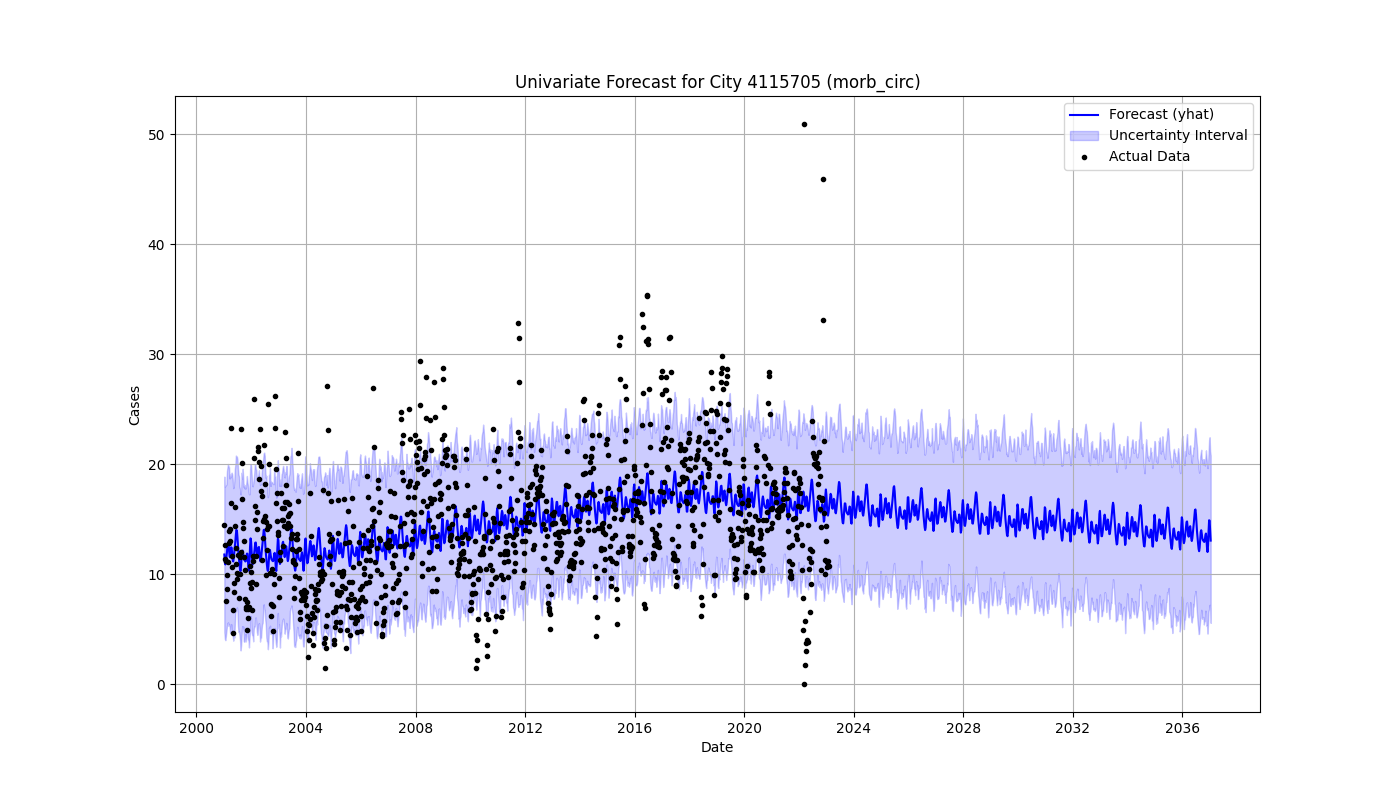 Univariate Forecast for City 4115705 (morb_circ)
Forecast (yhat)
Uncertainty Interval
Actual Data
Cases
50
40
30
20
10
0
2000 2004 2008 2012 2016 2020 2024 2028 2032 2036
Date